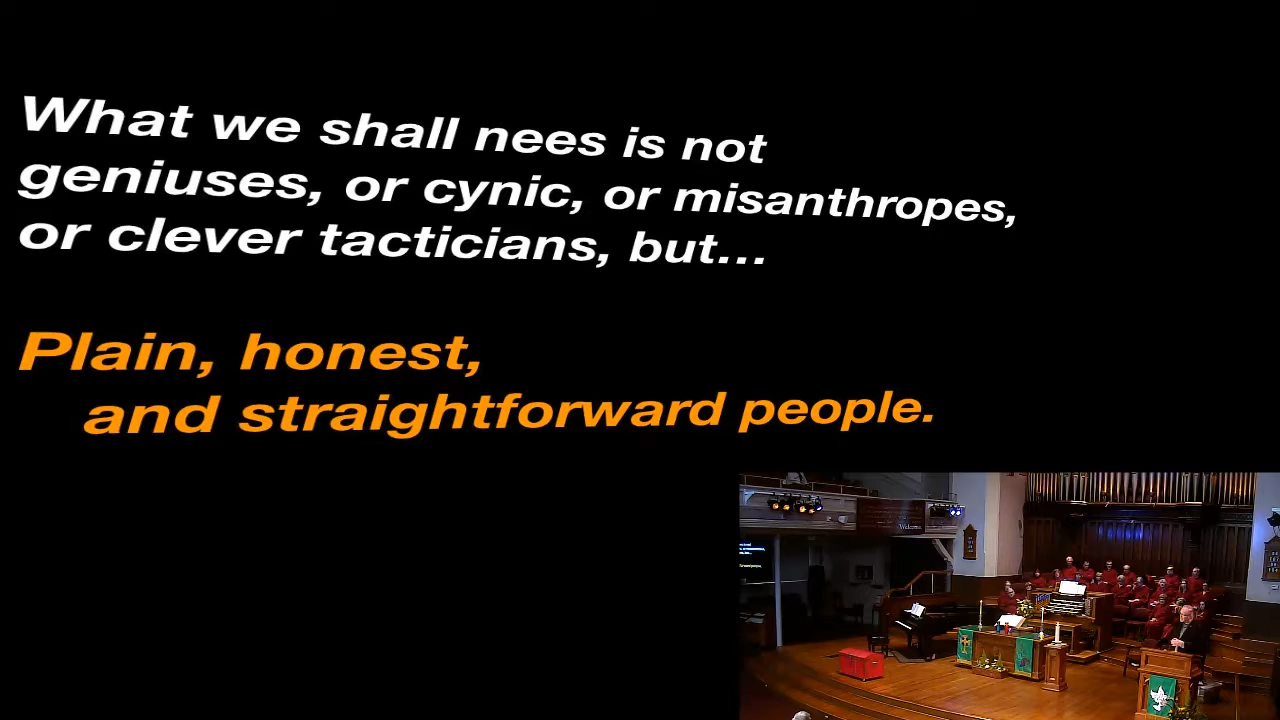 What we shall nees is not
geniuses, or cynic, or misanthropes,
or clever tacticians, but...
Plain, honest,
and straightforward people.
Welcome